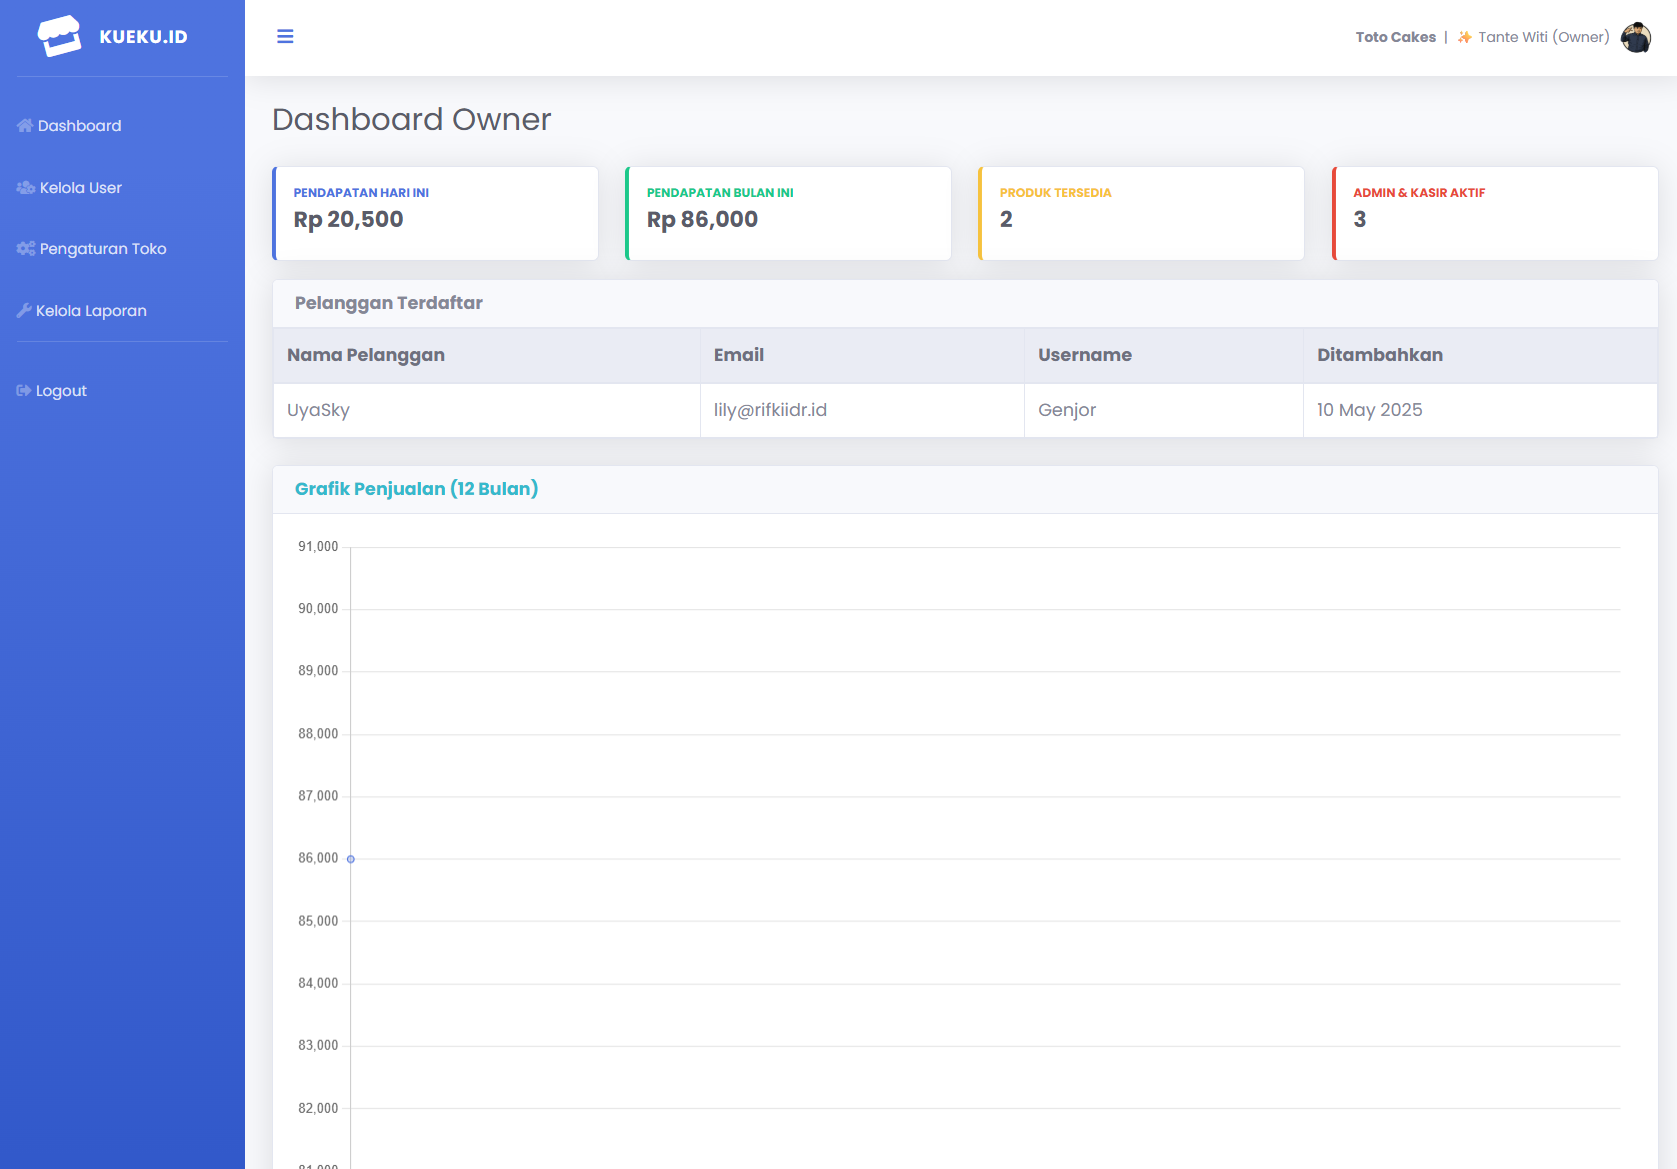 KUEKU.ID
Toto Cakes | ✨ Tante Witi (Owner)
Dashboard
Kelola User
Pengaturan Toko
Kelola Laporan
Logout
Dashboard Owner
PENDAPATAN HARI INI
Rp 20,500
PENDAPATAN BULAN INI
Rp 86,000
PRODUK TERSEDIA
2
ADMIN & KASIR AKTIF
3
Pelanggan Terdaftar
Nama Pelanggan Email Username Ditambahkan
UyaSky lily@rifkiidr.id Genjor 10 May 2025
Grafik Penjualan (12 Bulan)
91,000
90,000
89,000
88,000
87,000
86,000
85,000
84,000
83,000
82,000
81,000